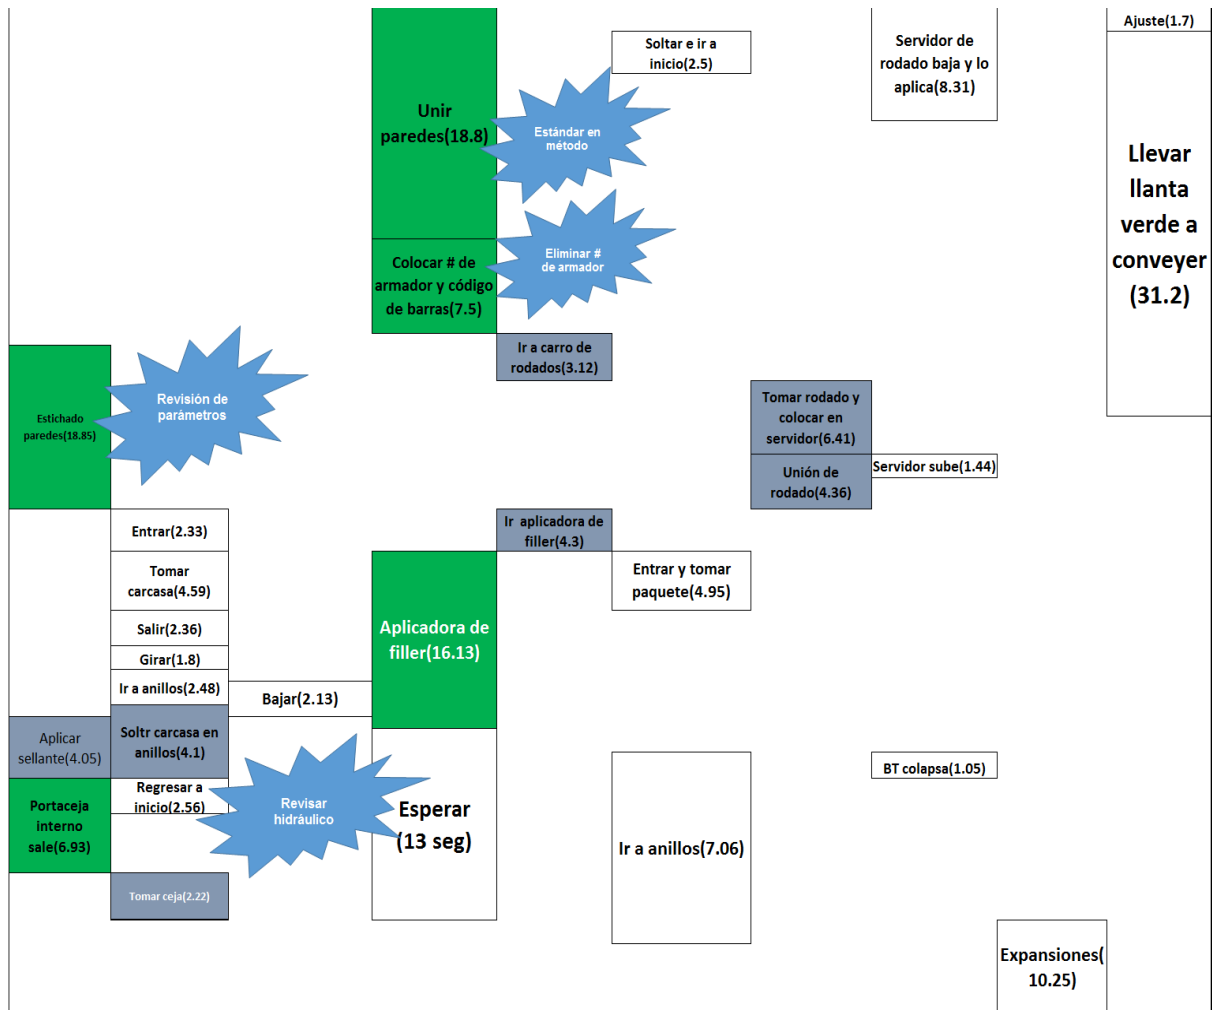 Ajuste(1.7)
Soltar e ir a
inicio(2.5)
Servidor de
rodado baja y lo
aplica(8.31)
Unir
paredes(18.8)
Estándar en
método
Llevar
llanta
verde a
conveyer
(31.2)
Eliminar #
de armador
Colocar # de
armador y código
de barras(7.5)
Ir a carro de
rodados(3.12)
Revisión de
parámetros
Estichado
paredes(18.85)
Tomar rodado y
colocar en
servidor(6.41)
Unión de
rodado(4.36)
Servidor sube(1.44)
Entrar(2.33)
Ir  aplicadora de
filler(4.3)
Tomar
carcasa(4.59)
Entrar y tomar
paquete(4.95)
Salir(2.36)
Aplicadora de
filler(16.13)
Girar(1.8)
Ir a anillos(2.48)
Bajar(2.13)
Aplicar
sellante(4.05)
Soltr carcasa en
anillos(4.1)
BT colapsa(1.05)
Portaceja
interno
sale(6.93)
Regresar a
inicio(2.56)
Revisar
hidráulico
Esperar
(13 seg)
Ir a anillos(7.06)
Tomar ceja(2.22)
Expansiones(
10.25)